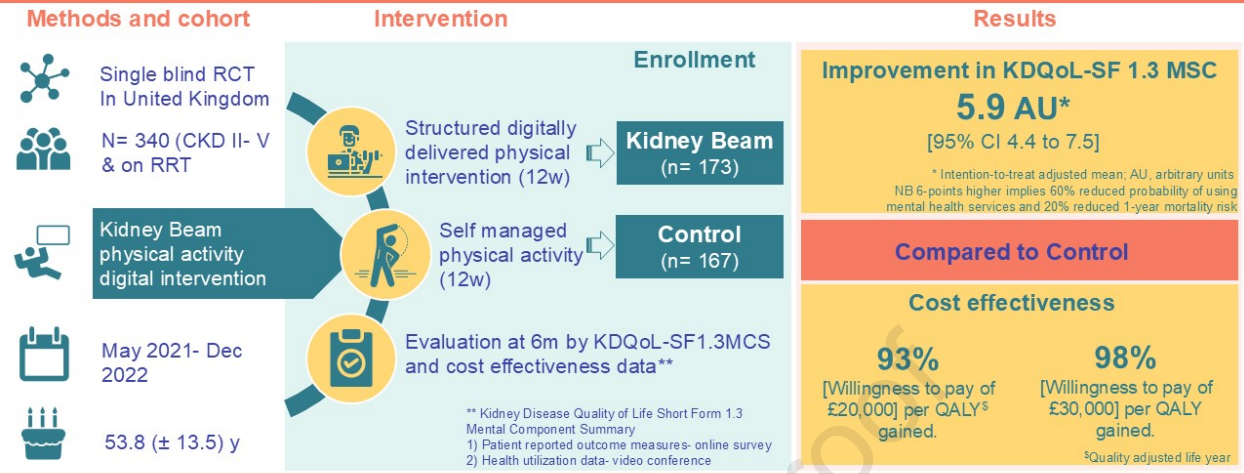 Methods and cohort
Single blind RCT
In United Kingdom
N= 340 (CKD II- V
& on RRT
Kidney Beam
physical activity
digital intervention
May 2021- Dec
2022
53.8 (± 13.5) y
Intervention
Enrollment
Structured digitally
delivered physical
intervention (12w)
Kidney Beam
(n= 173)
Self managed
physical activity
(12w)
Control
(n= 167)
Evaluation at 6m by KDQoL-SF1.3MCS
and cost effectiveness data**
** Kidney Disease Quality of Life Short Form 1.3
Mental Component Summary
1) Patient reported outcome measures- online survey
2) Health utilization data- video conference
Results
Improvement in KDQoL-SF 1.3 MSC
5.9 AU*
[95% CI 4.4 to 7.5]
* Intention-to-treat adjusted mean; AU, arbitrary units
NB 6-points higher implies 60% reduced probability of using
mental health services and 20% reduced 1-year mortality risk
Compared to Control
Cost effectiveness
93%
[Willingness to pay of
£20,000] per QALY$
gained.
98%
[Willingness to pay of
£30,000] per QALY
gained.
$Quality adjusted life year